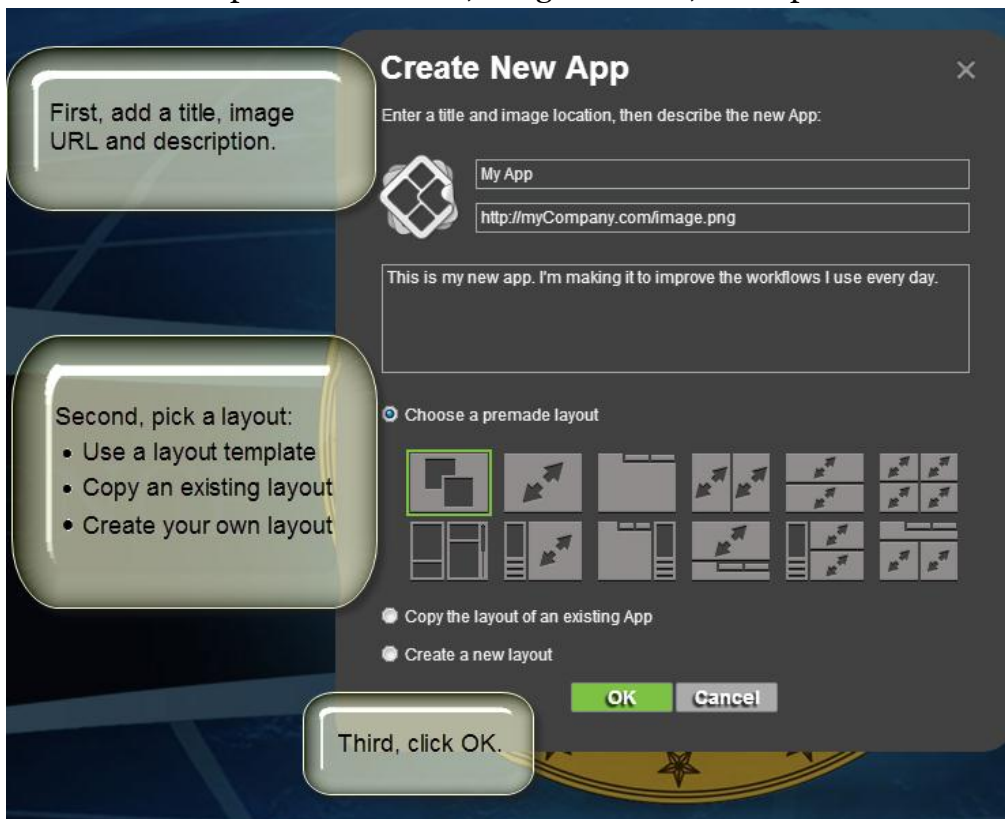 First, add a title, image
URL and description.
Create New App
Enter a title and image location, then describe the new App:
My App
http://myCompany.com/image.png
This is my new app. I'm making it to improve the workflows I use every day.
Second, pick a layout:
• Use a layout template
• Copy an existing layout
• Create your own layout
Choose a premade layout
Copy the layout of an existing App
Create a new layout
OK
Cancel
Third, click OK.